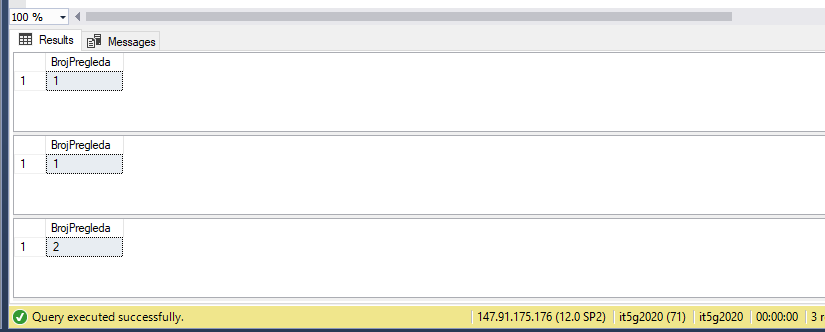 100 %
Results Messages
BrojPregleda
1 1
BrojPregleda
1 1
BrojPregleda
1 2
Query executed successfully. 147.91.175.176 (12.0 SP2) it5g2020 (71) it5g2020 00:00:00 3 r